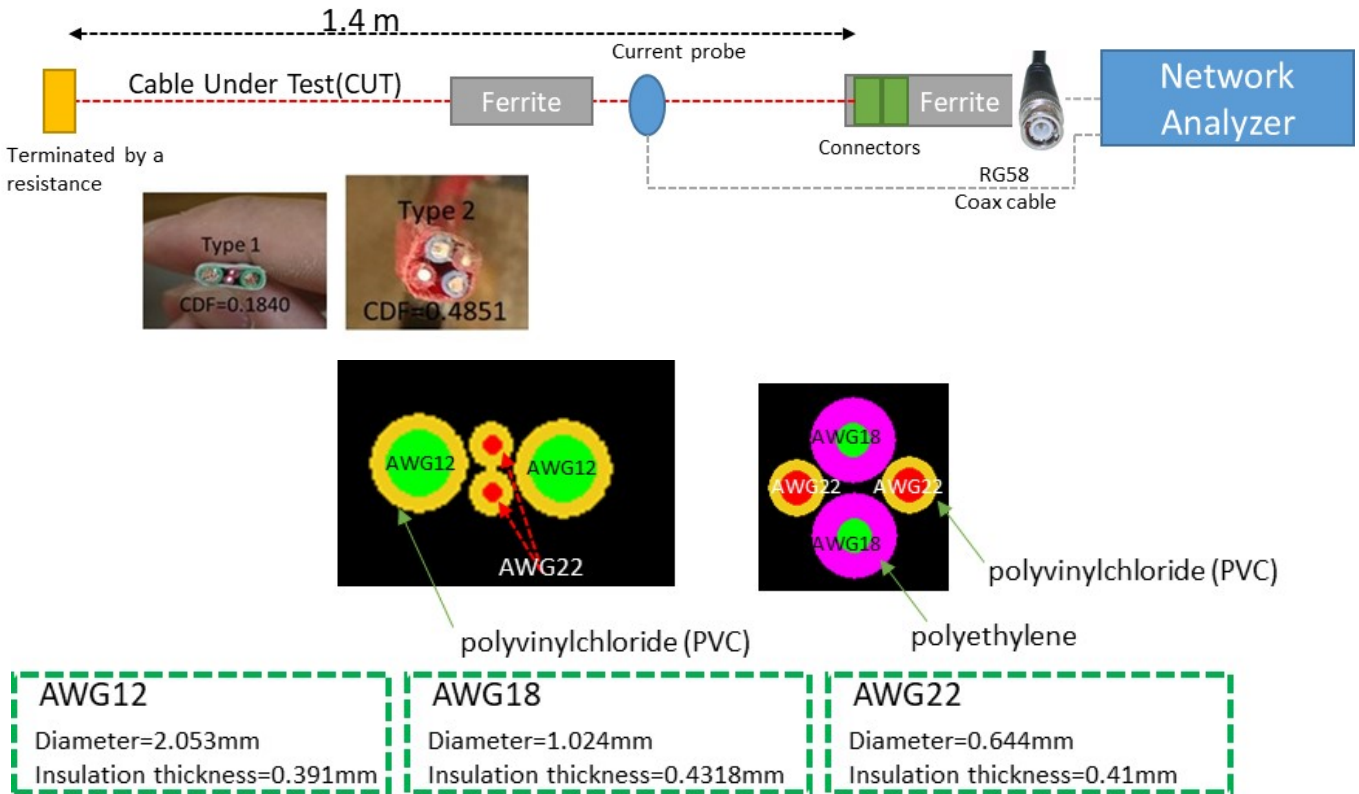 1.4 m
Current probe
Cable Under Test(CUT)
Ferrite
Ferrite
Network
Analyzer
Terminated by a
resistance
Connectors
RG58
Coax cable
Type 1
CDF=0.1840
Type 2
CDF=0.4851
AWG12
AWG12
AWG22
AWG18
AWG22
AWG22
AWG18
polyvinylchloride (PVC)
polyvinylchloride (PVC)
polyethylene
AWG12
Diameter=2.053mm
Insulation thickness=0.391mm
AWG18
Diameter=1.024mm
Insulation thickness=0.4318mm
AWG22
Diameter=0.644mm
Insulation thickness=0.41mm